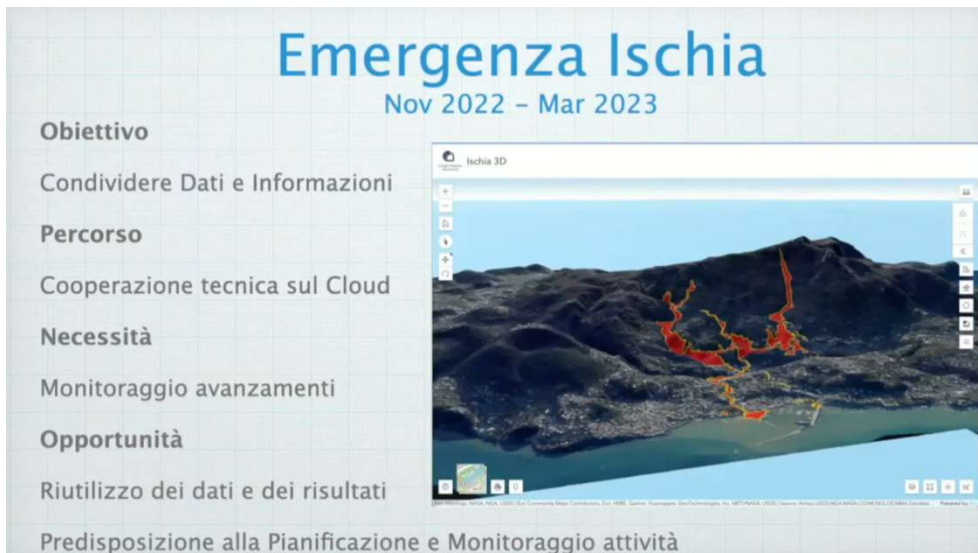 Emergenza Ischia
Nov 2022 – Mar 2023
Obiettivo
Condividere Dati e Informazioni
Percorso
Cooperazione tecnica sul Cloud
Necessità
Monitoraggio avanzamenti
Opportunità
Riutilizzo dei dati e dei risultati
Predisposizione alla Pianificazione e Monitoraggio attività
Ischia 3D